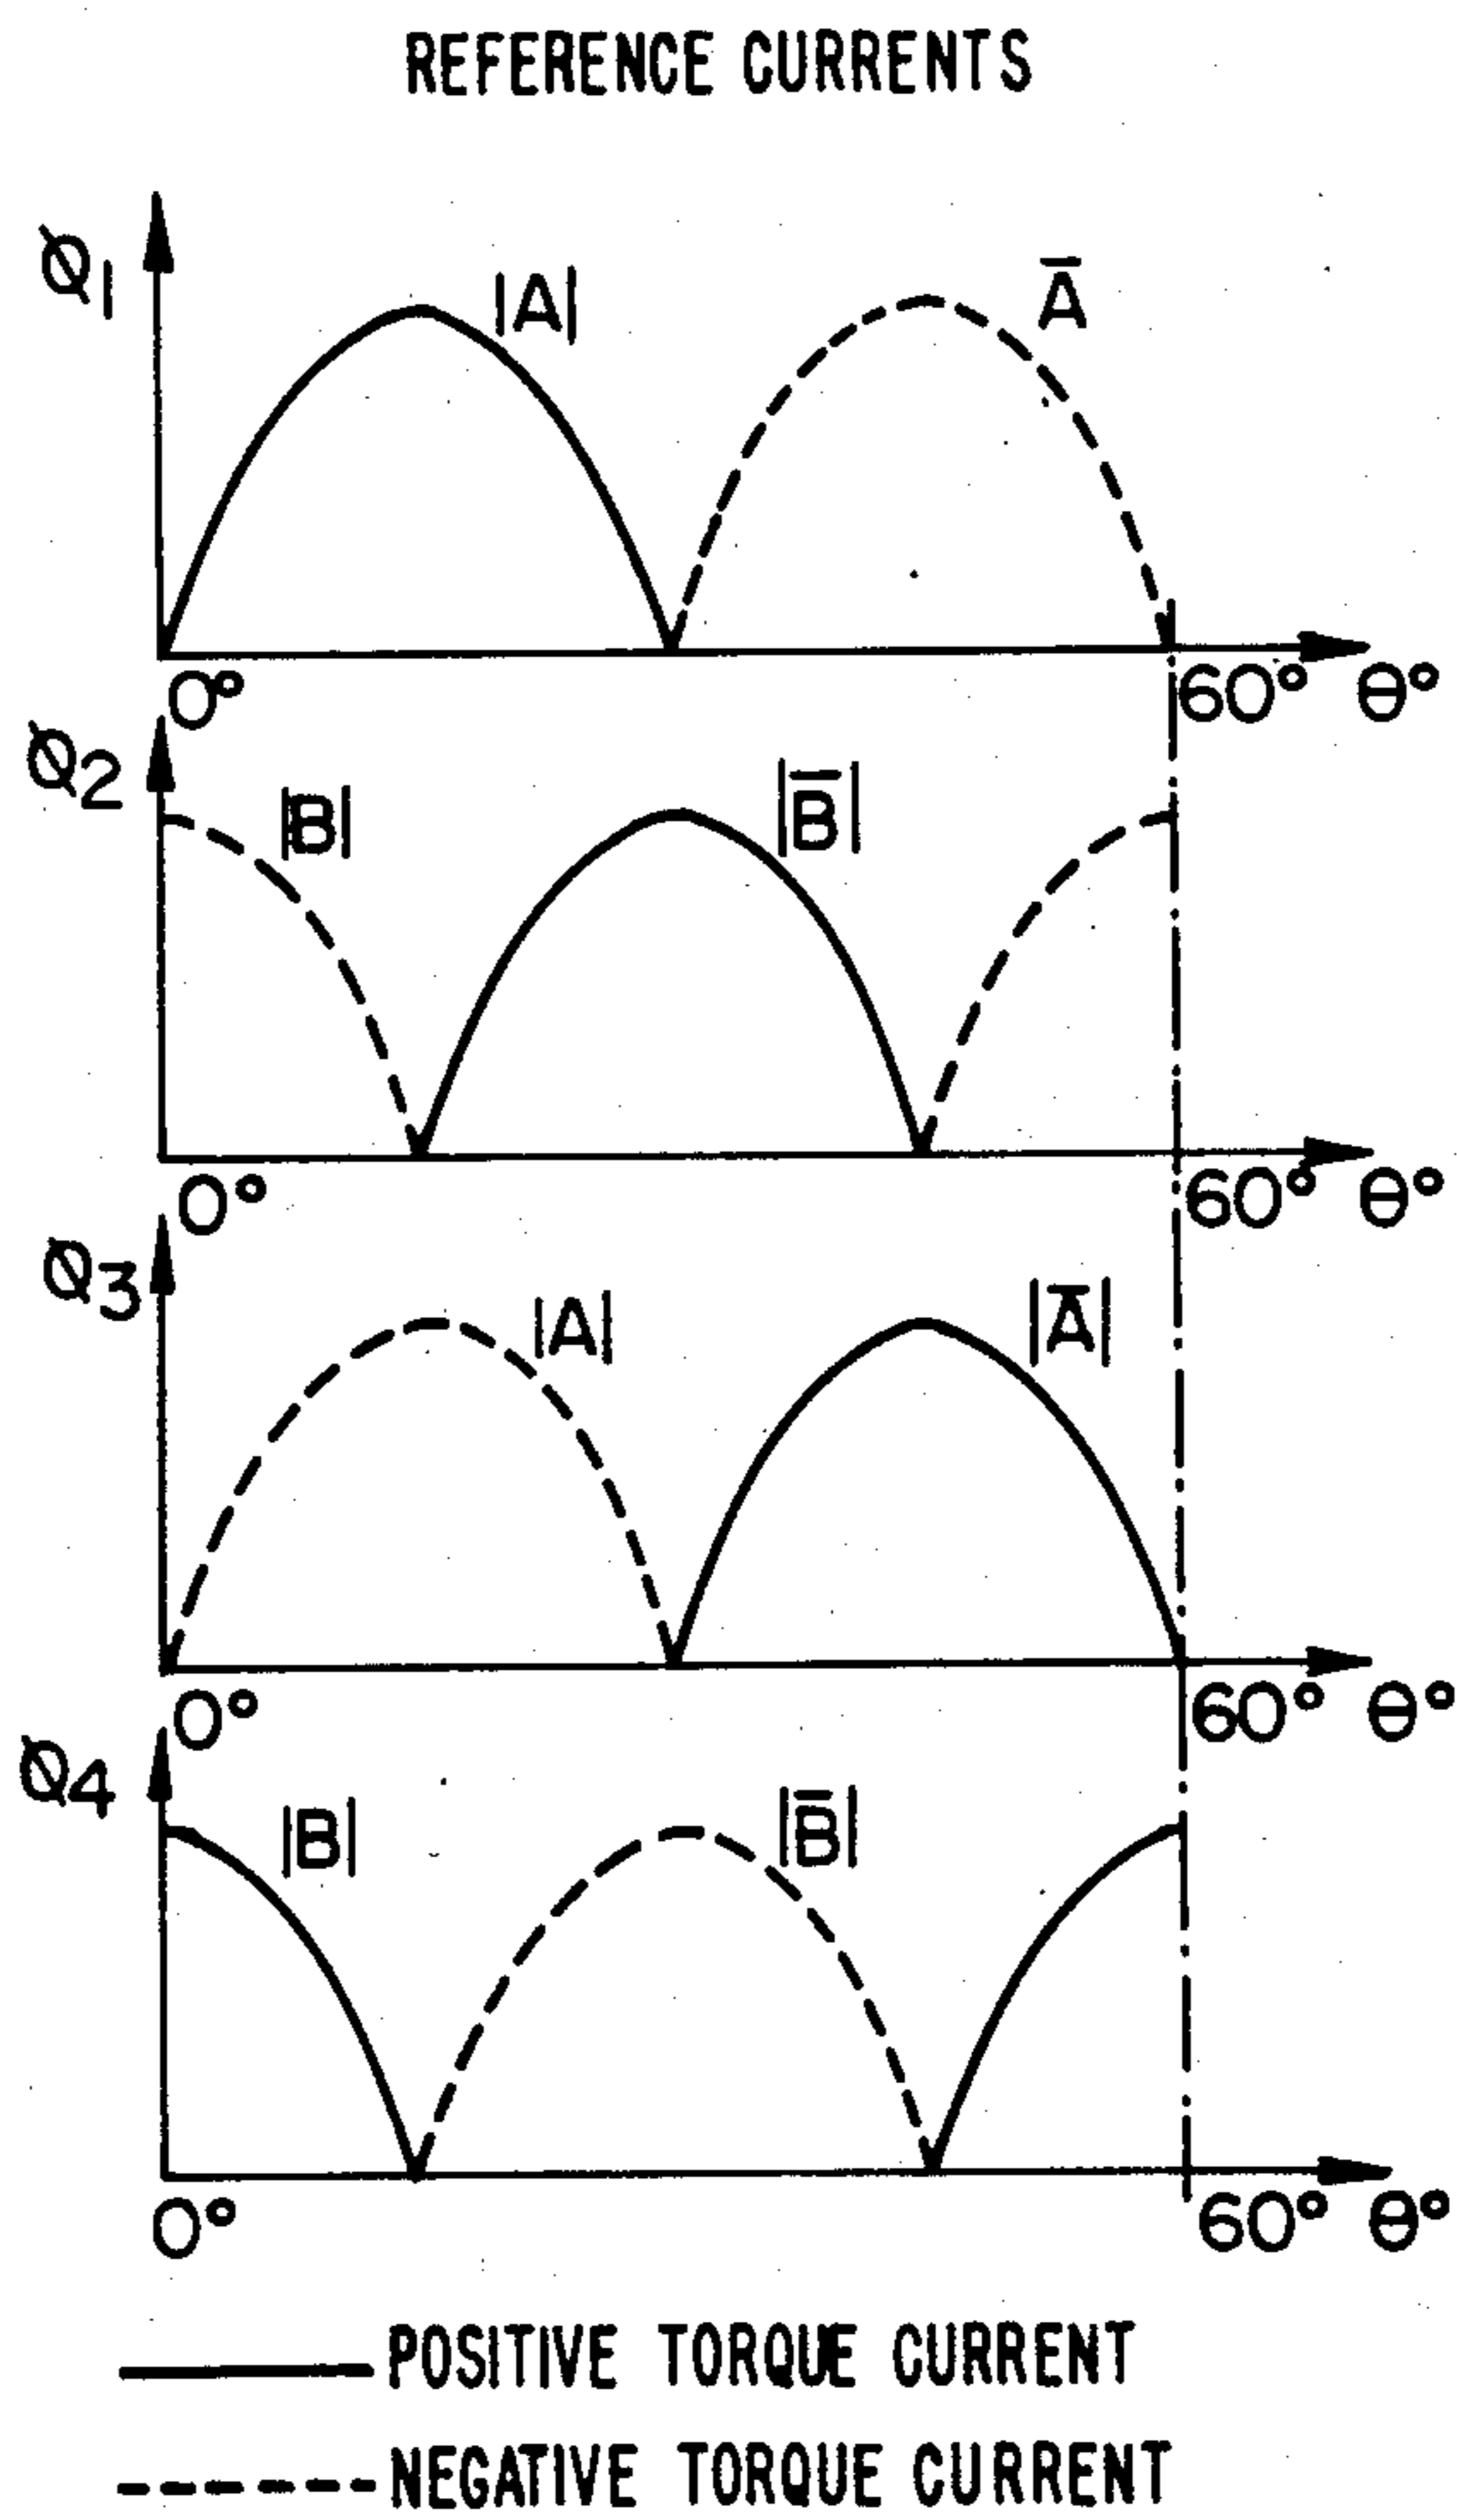 REFERENCE CURRENTS
Ø1
|A|
Ā
0°
60° θ°
Ø2
|B|
|B̅|
0°
60° θ°
Ø3
|A|
|Ā|
0°
60° θ°
Ø4
|B|
|B̅|
0°
60° θ°
POSITIVE TORQUE CURRENT
NEGATIVE TORQUE CURRENT